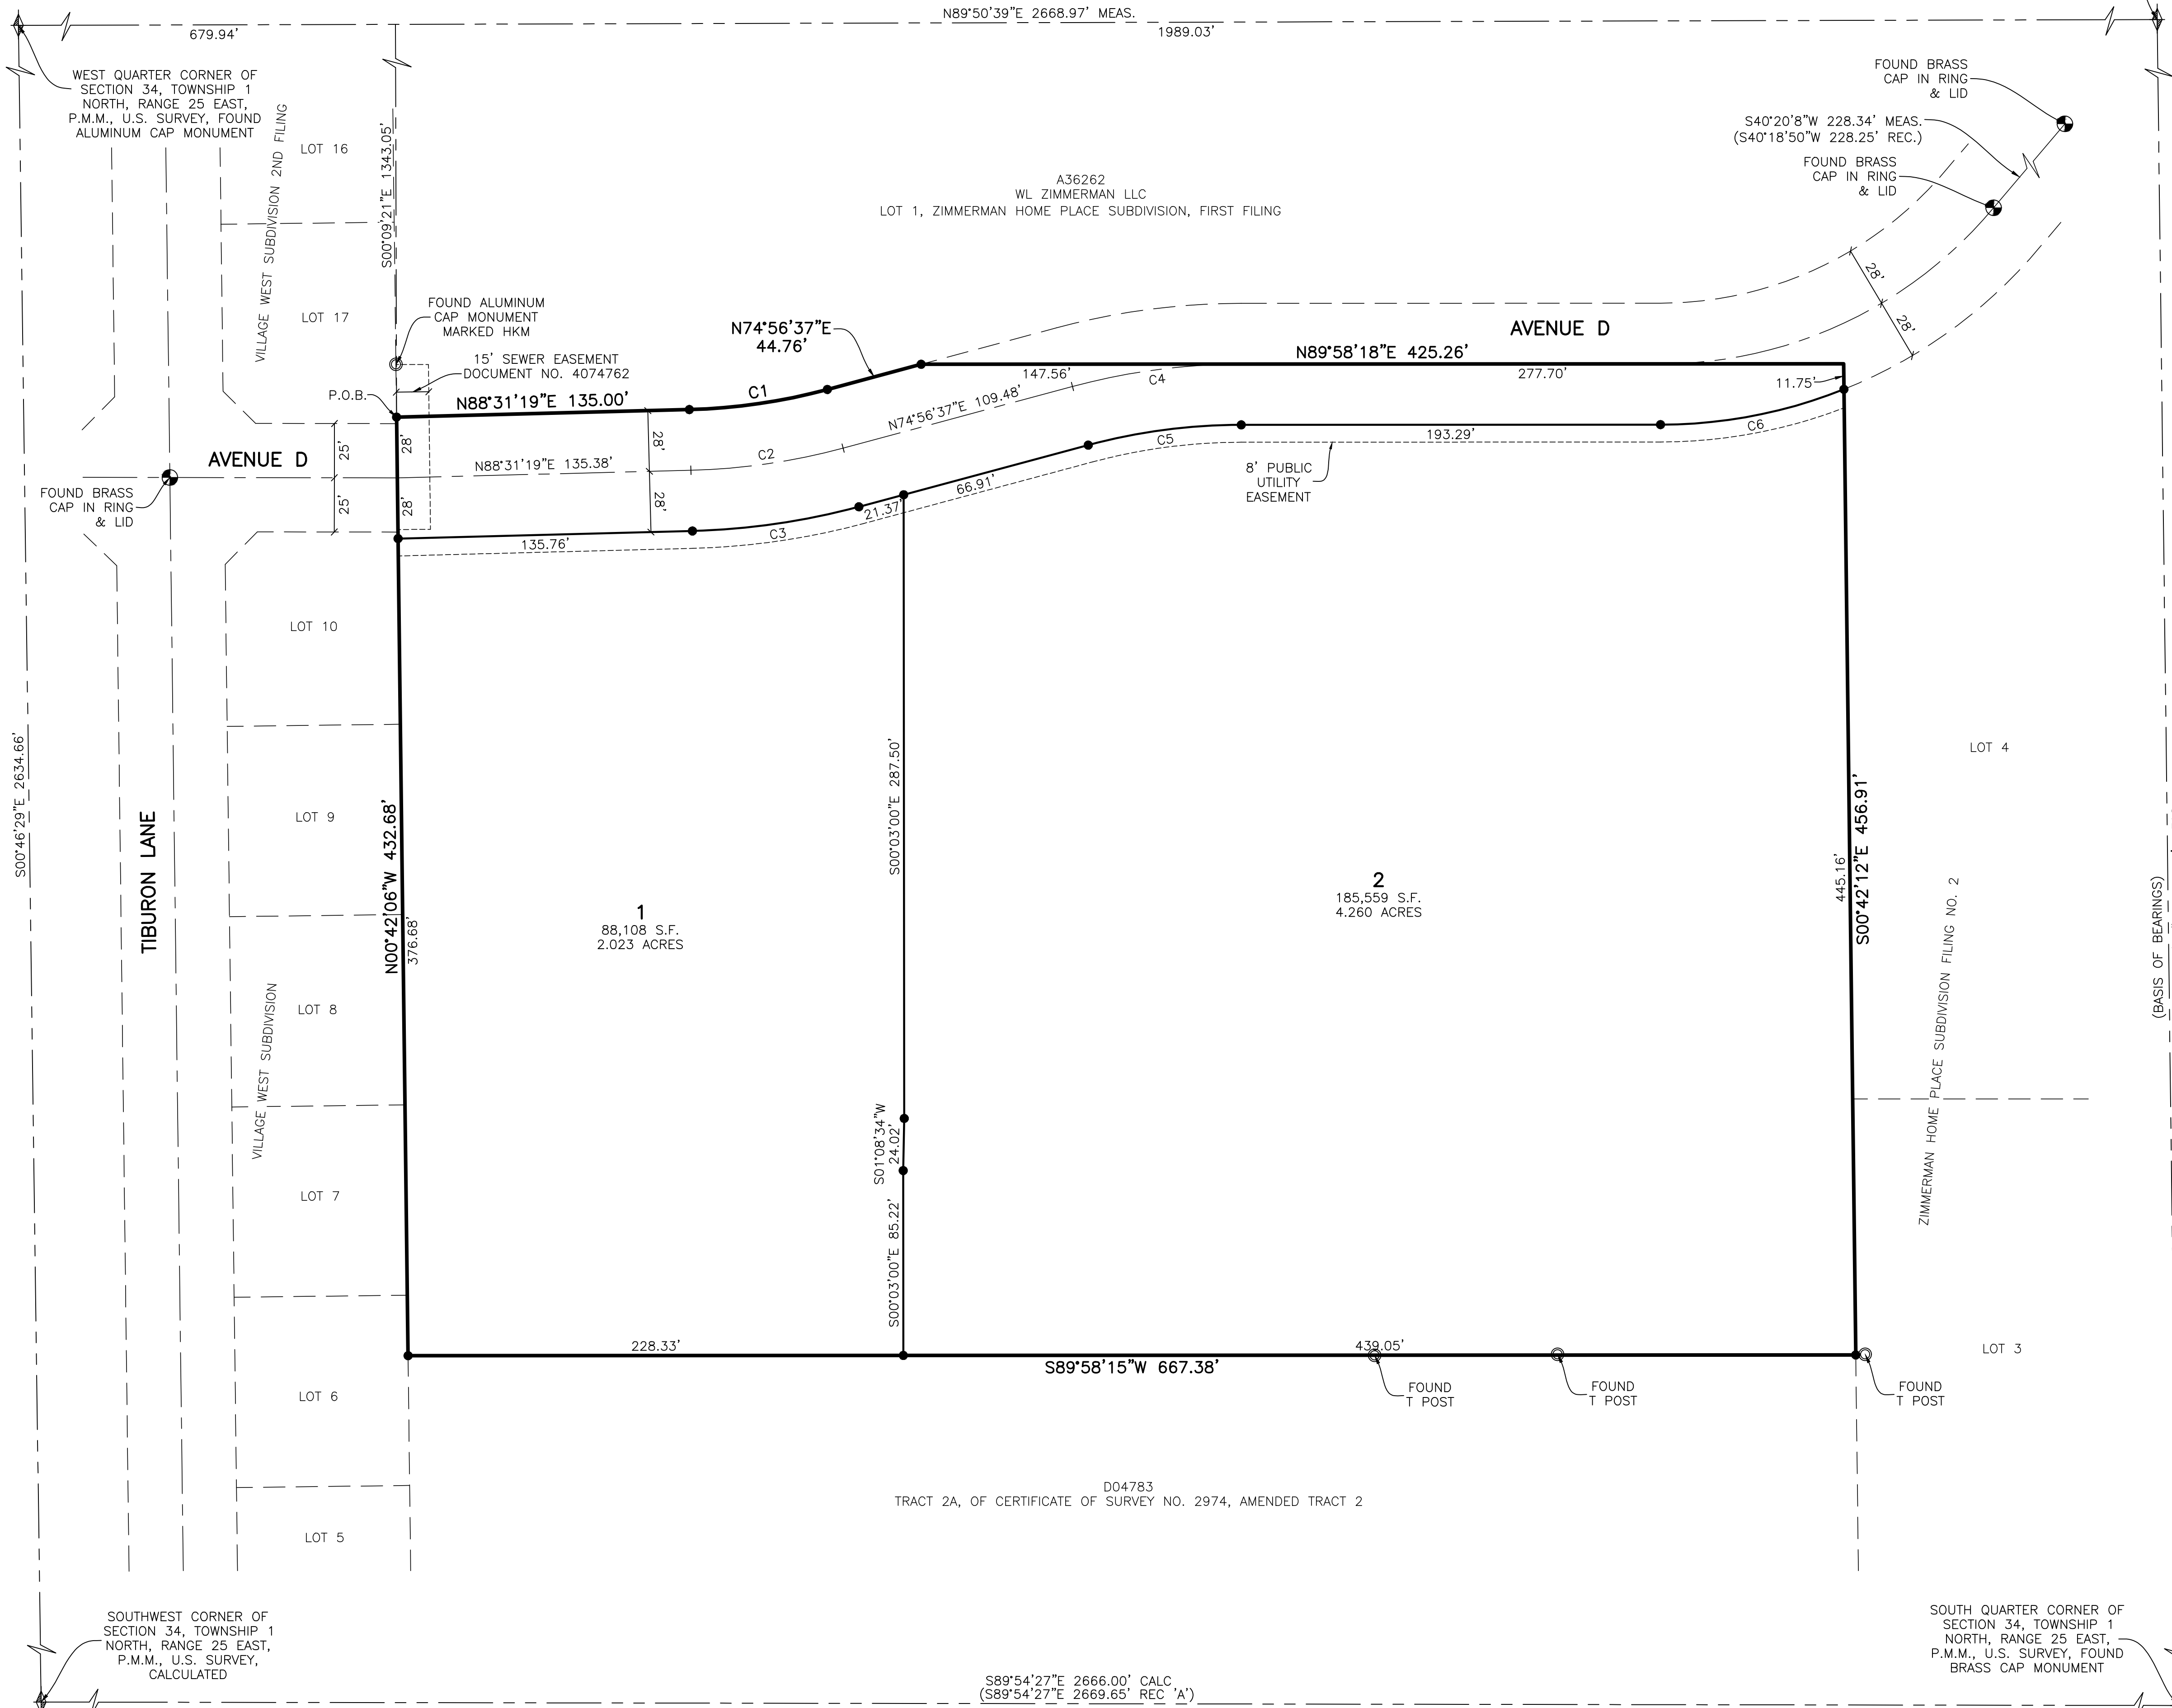 N89°50'39"E 2668.97' MEAS.
679.94'
1989.03'
WEST QUARTER CORNER OF
SECTION 34, TOWNSHIP 1
NORTH, RANGE 25 EAST,
P.M.M., U.S. SURVEY, FOUND
ALUMINUM CAP MONUMENT
VILLAGE WEST SUBDIVISION 2ND FILING
LOT 16
S00°09'21"E 1343.05'
LOT 17
A36262
WL ZIMMERMAN LLC
LOT 1, ZIMMERMAN HOME PLACE SUBDIVISION, FIRST FILING
FOUND BRASS
CAP IN RING
& LID
S40°20'8"W 228.34' MEAS.
(S40°18'50"W 228.25' REC.)
FOUND BRASS
CAP IN RING
& LID
28'
28'
FOUND ALUMINUM
CAP MONUMENT
MARKED HKM
15' SEWER EASEMENT
DOCUMENT NO. 4074762
P.O.B.
N88°31'19"E 135.00'
C1
N74°56'37"E
44.76'
AVENUE D
N89°58'18"E 425.26'
147.56'
C4
277.70'
11.75'
AVENUE D
25'
25'
28'
28'
N88°31'19"E 135.38'
28'
28'
C2
N74°56'37"E 109.48'
C5
193.29'
C6
8' PUBLIC
UTILITY
EASEMENT
FOUND BRASS
CAP IN RING
& LID
135.76'
C3
21.37'
66.91'
LOT 10
LOT 9
LOT 8
LOT 7
LOT 6
LOT 5
S00°46'29"E 2634.66'
TIBURON LANE
VILLAGE WEST SUBDIVISION
N00°42'06"W 432.68'
376.68'
1
88,108 S.F.
2.023 ACRES
S00°03'00"E 287.50'
S01°08'34"W
24.02'
S00°03'00"E 85.22'
2
185,559 S.F.
4.260 ACRES
445.16'
S00°42'12"E 456.91'
LOT 4
ZIMMERMAN HOME PLACE SUBDIVISION FILING NO. 2
(BASIS OF BEARINGS)
LOT 3
228.33'
439.05'
S89°58'15"W 667.38'
FOUND
T POST
FOUND
T POST
FOUND
T POST
D04783
TRACT 2A, OF CERTIFICATE OF SURVEY NO. 2974, AMENDED TRACT 2
SOUTHWEST CORNER OF
SECTION 34, TOWNSHIP 1
NORTH, RANGE 25 EAST,
P.M.M., U.S. SURVEY,
CALCULATED
SOUTH QUARTER CORNER OF
SECTION 34, TOWNSHIP 1
NORTH, RANGE 25 EAST,
P.M.M., U.S. SURVEY, FOUND
BRASS CAP MONUMENT
S89°54'27"E 2666.00' CALC
(S89°54'27"E 2669.65' REC 'A')